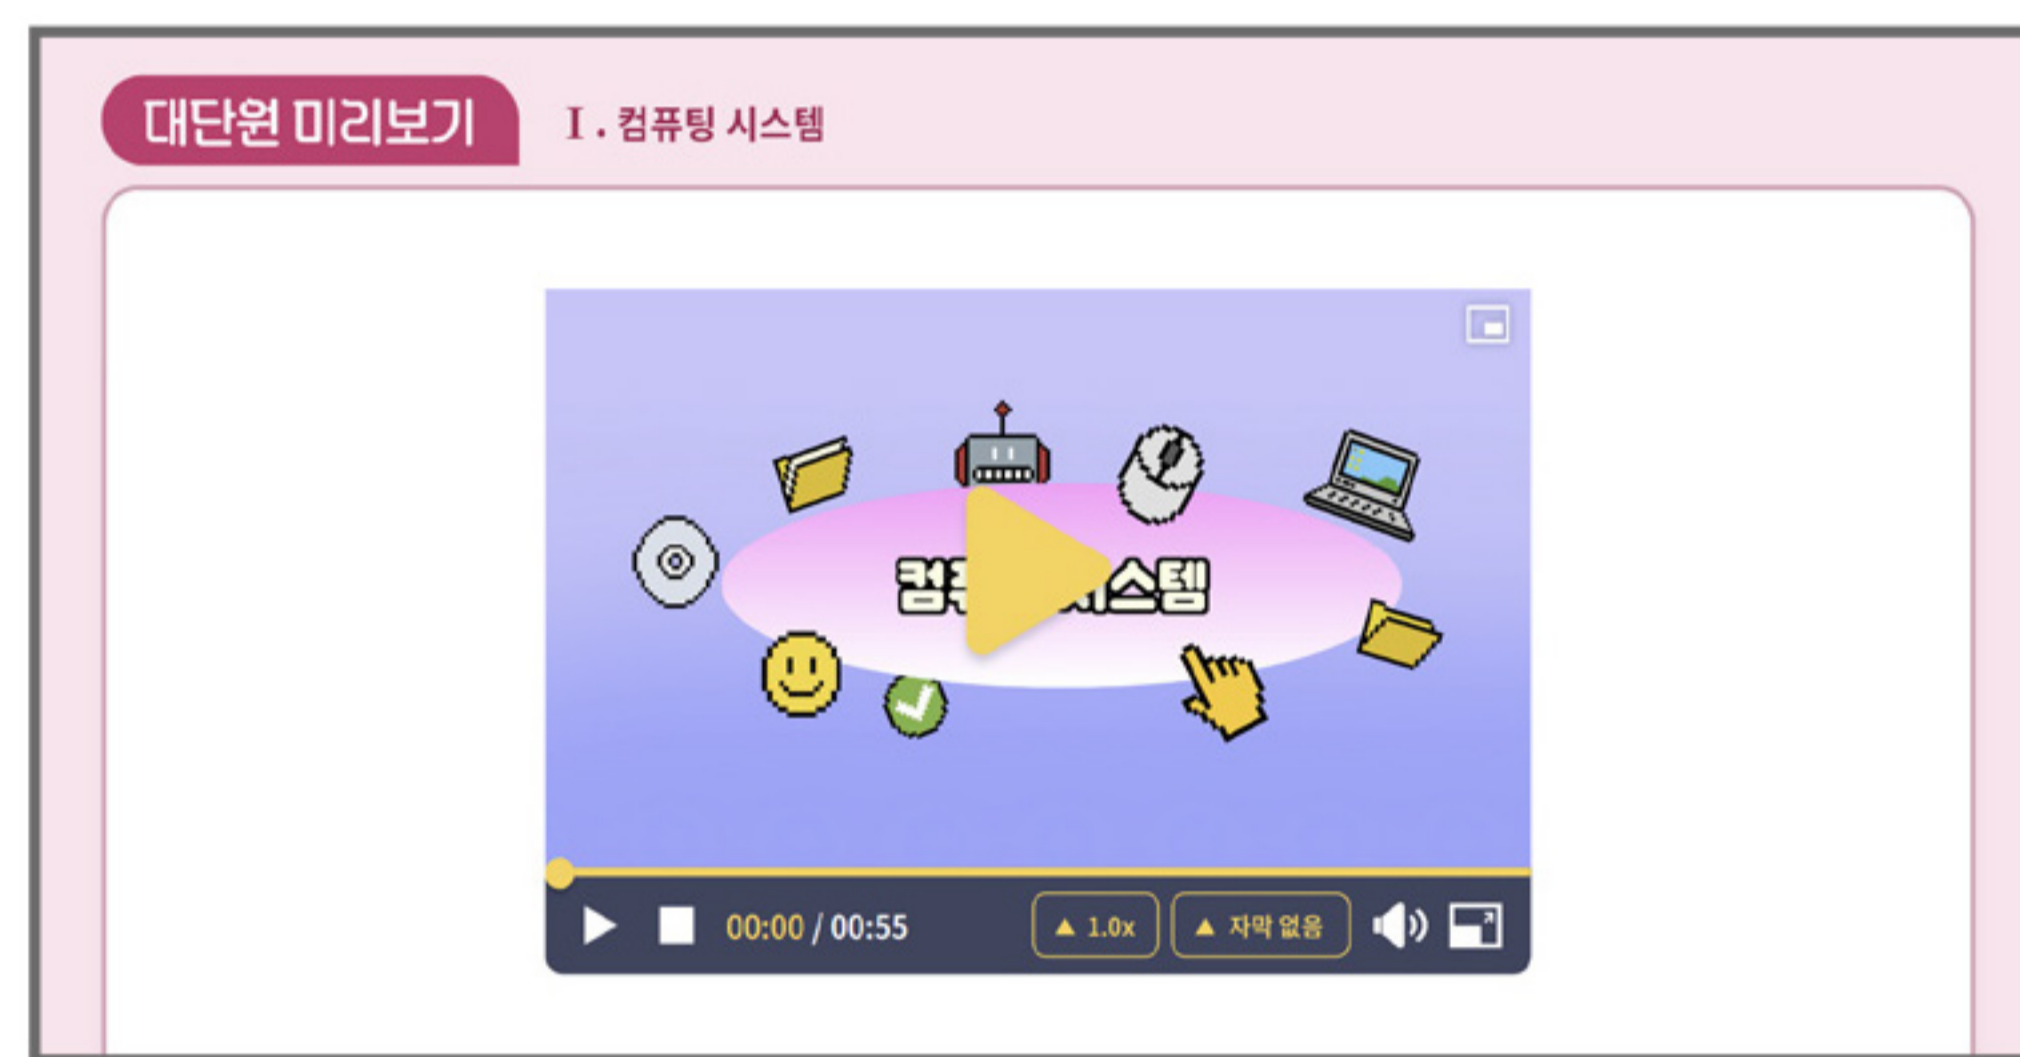 대단원 미리보기
I. 컴퓨팅 시스템
시스템
00:00 / 00:55
▲ 1.0x
▲ 자막 없음